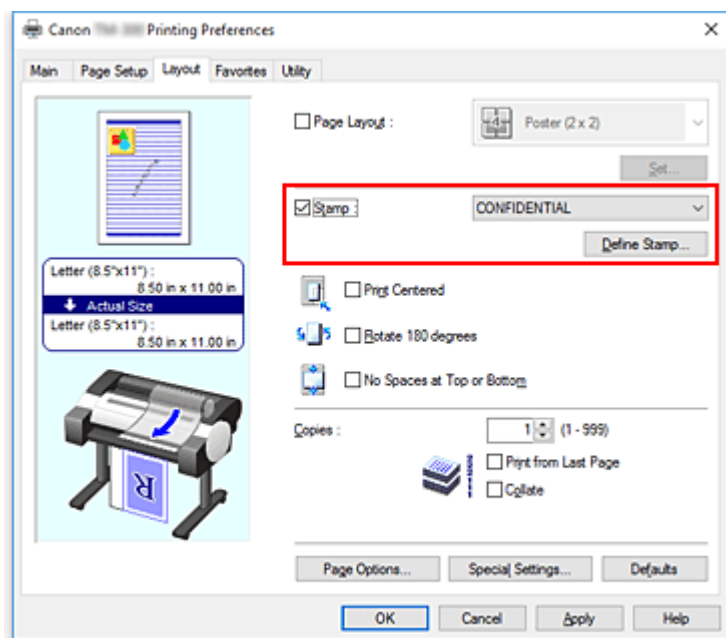 Canon Printing Preferences
Main Page Setup Layout Favorites Utility
Page Layout : Poster (2 x 2)
Set...
Stamp : CONFIDENTIAL
Define Stamp...
Letter (8.5"x11") :
8.50 in x 11.00 in
Actual Size
Letter (8.5"x11") :
8.50 in x 11.00 in
Print Centered
Rotate 180 degrees
No Spaces at Top or Bottom
Copies : 1 (1 - 999)
Print from Last Page
Collate
R
Page Options... Special Settings... Defaults
OK Cancel Apply Help